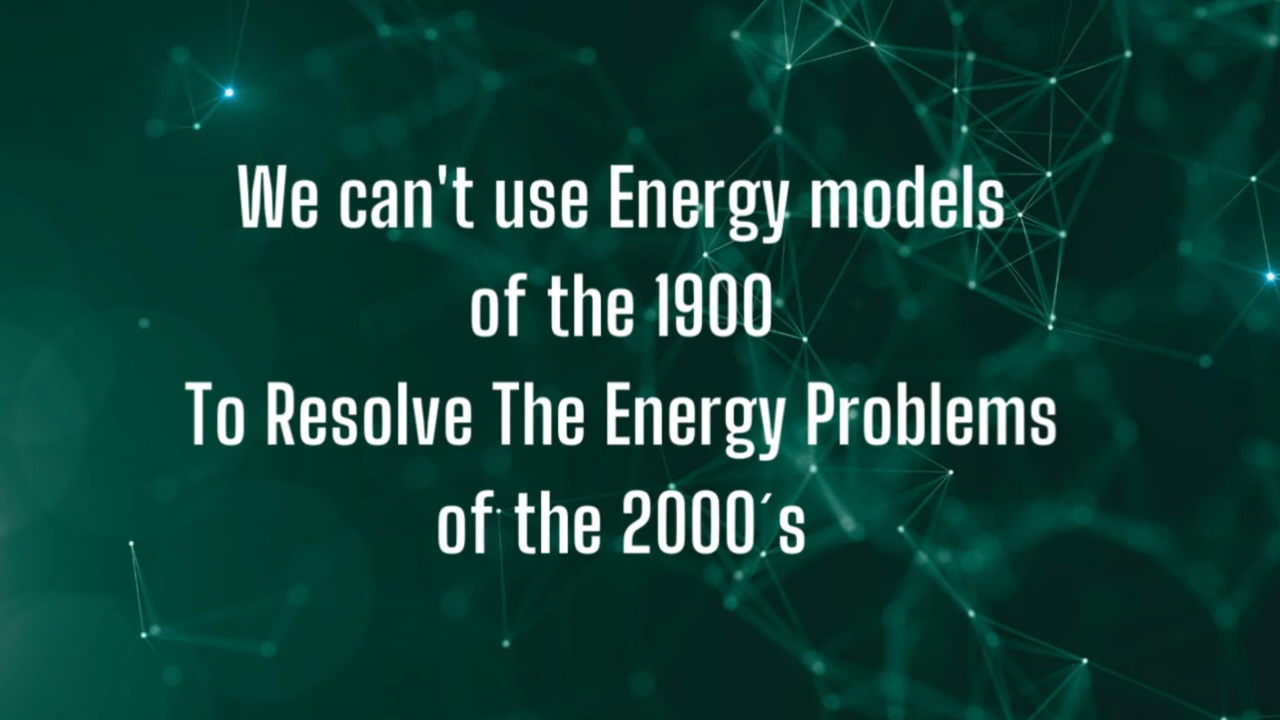 We can't use Energy models
of the 1900
To Resolve The Energy Problems
of the 2000´s